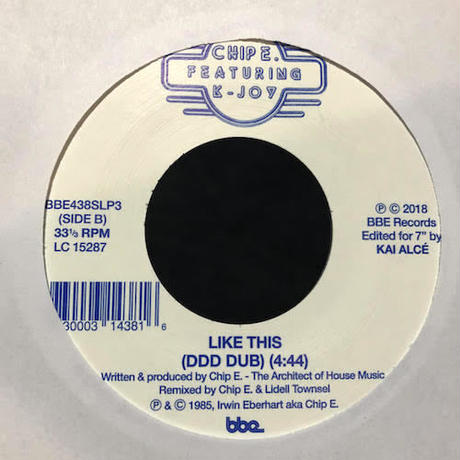 CHIP E.
FEATURING
K-JOY
BBE438SLP3
(SIDE B)
33⅓ RPM
LC 15287
℗ © 2018
BBE Records
Edited for 7" by
KAI ALCÉ
30003 14381 6
LIKE THIS
(DDD DUB) (4:44)
Written & produced by Chip E. - The Architect of House Music
Remixed by Chip E. & Lidell Townsel
℗ & © 1985, Irwin Eberhart aka Chip E.
bbe